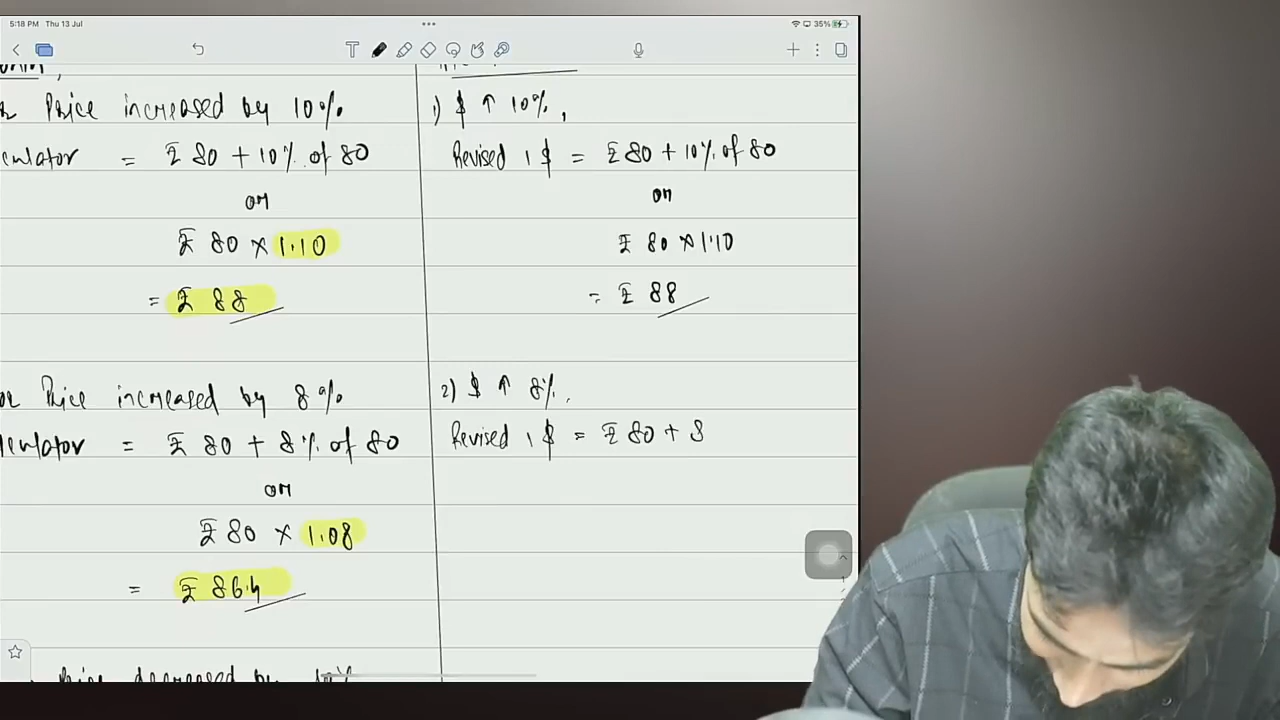 5:18 PM Thu 13 Jul
35%
Price increased by 10%
= ₹ 80 + 10% of 80
or
₹ 80 × 1.10
= ₹ 88
Price increased by 8%
= ₹ 80 + 8% of 80
or
₹ 80 × 1.08
= ₹ 86.4
1) $ ↑ 10%,
Revised 1 $ = ₹ 80 + 10% of 80
or
₹ 80 × 1.10
= ₹ 88
2) $ ↑ 8%,
Revised 1 $ = ₹ 80 + 8